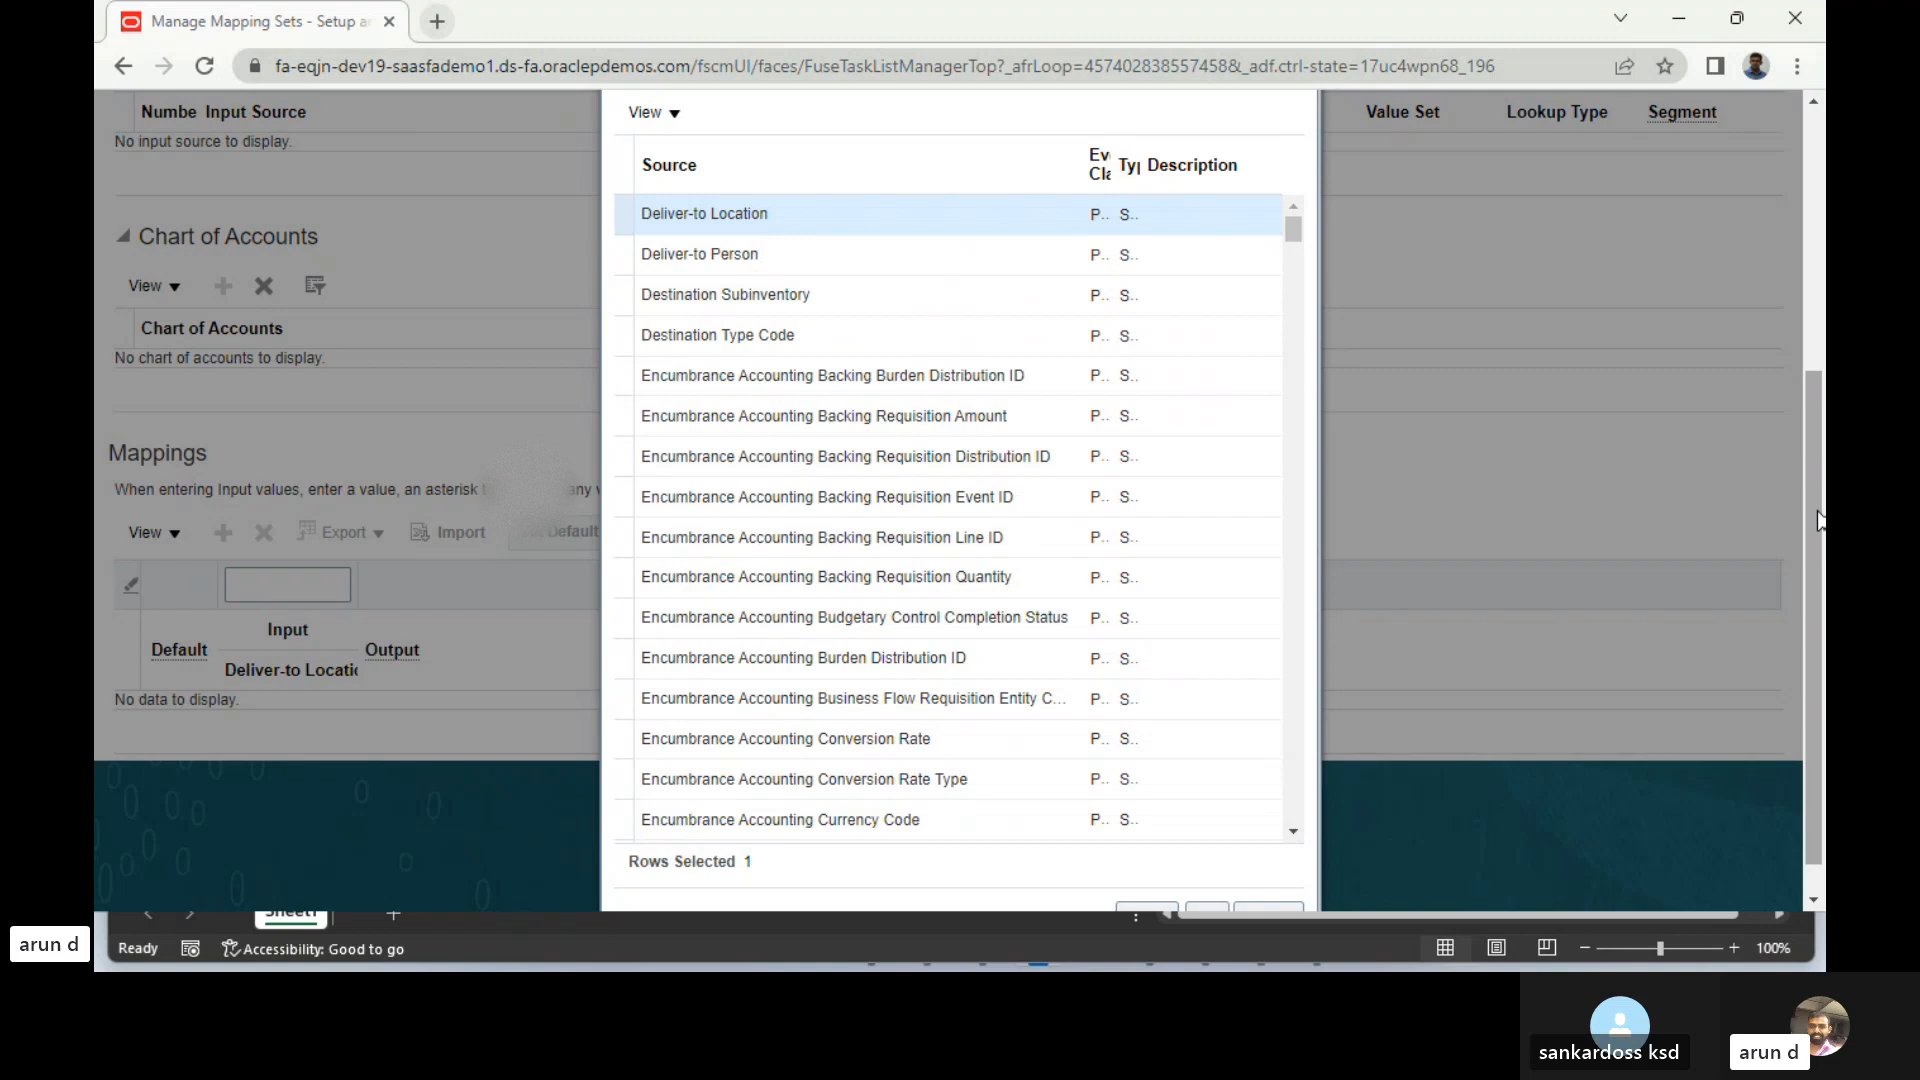 Manage Mapping Sets - Setup a
fa-eqjn-dev19-saasfademo1.ds-fa.oraclepdemos.com/fscmUI/faces/FuseTaskListManagerTop?_afrLoop=457402838557458&_adf.ctrl-state=17uc4wpn68_196
Numbe Input Source
No input source to display.
Value Set Lookup Type Segment
Chart of Accounts
View
Chart of Accounts
No chart of accounts to display.
Mappings
When entering Input values, enter a value, an asterisk any
View Export Import Default
Input
Default Output
Deliver-to Locatio
No data to display.
View
Source Ev Cla Typ Description
Deliver-to Location P.. S..
Deliver-to Person P.. S..
Destination Subinventory P.. S..
Destination Type Code P.. S..
Encumbrance Accounting Backing Burden Distribution ID P.. S..
Encumbrance Accounting Backing Requisition Amount P.. S..
Encumbrance Accounting Backing Requisition Distribution ID P.. S..
Encumbrance Accounting Backing Requisition Event ID P.. S..
Encumbrance Accounting Backing Requisition Line ID P.. S..
Encumbrance Accounting Backing Requisition Quantity P.. S..
Encumbrance Accounting Budgetary Control Completion Status P.. S..
Encumbrance Accounting Burden Distribution ID P.. S..
Encumbrance Accounting Business Flow Requisition Entity C... P.. S..
Encumbrance Accounting Conversion Rate P.. S..
Encumbrance Accounting Conversion Rate Type P.. S..
Encumbrance Accounting Currency Code P.. S..
Rows Selected 1
Sheet1
Ready Accessibility: Good to go 100%
arun d
sankardoss ksd
arun d